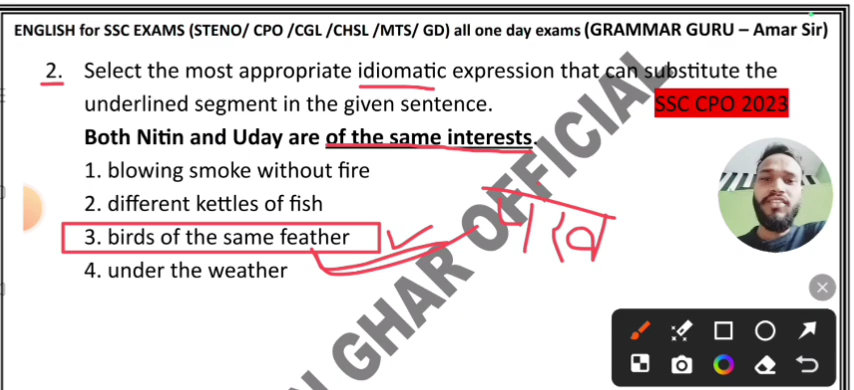 ENGLISH for SSC EXAMS (STENO/ CPO /CGL /CHSL /MTS/ GD) all one day exams (GRAMMAR GURU – Amar Sir)
2. Select the most appropriate idiomatic expression that can substitute the
underlined segment in the given sentence.
SSC CPO 2023
Both Nitin and Uday are of the same interests.
1. blowing smoke without fire
2. different kettles of fish
3. birds of the same feather
4. under the weather
GHAR OFFICIAL